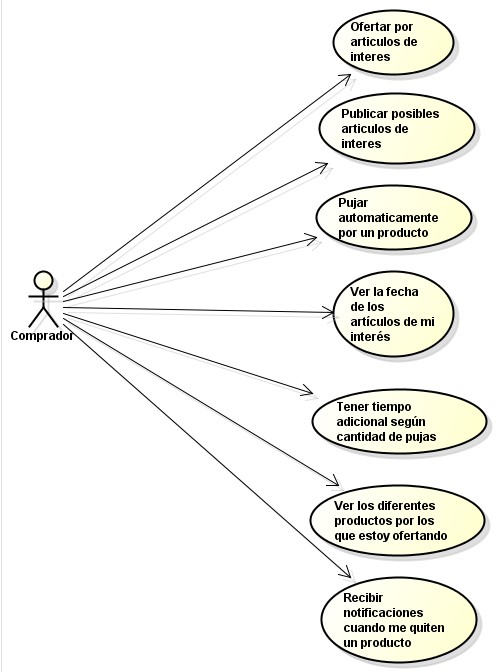 Ofertar por
articulos de
interes
Publicar posibles
articulos de
interes
Pujar
automaticamente
por un producto
Ver la fecha
de los
artículos de mi
interés
Comprador
Tener tiempo
adicional según
cantidad de pujas
Ver los diferentes
productos por los
que estoy ofertando
Recibir
notificaciones
cuando me quiten
un producto